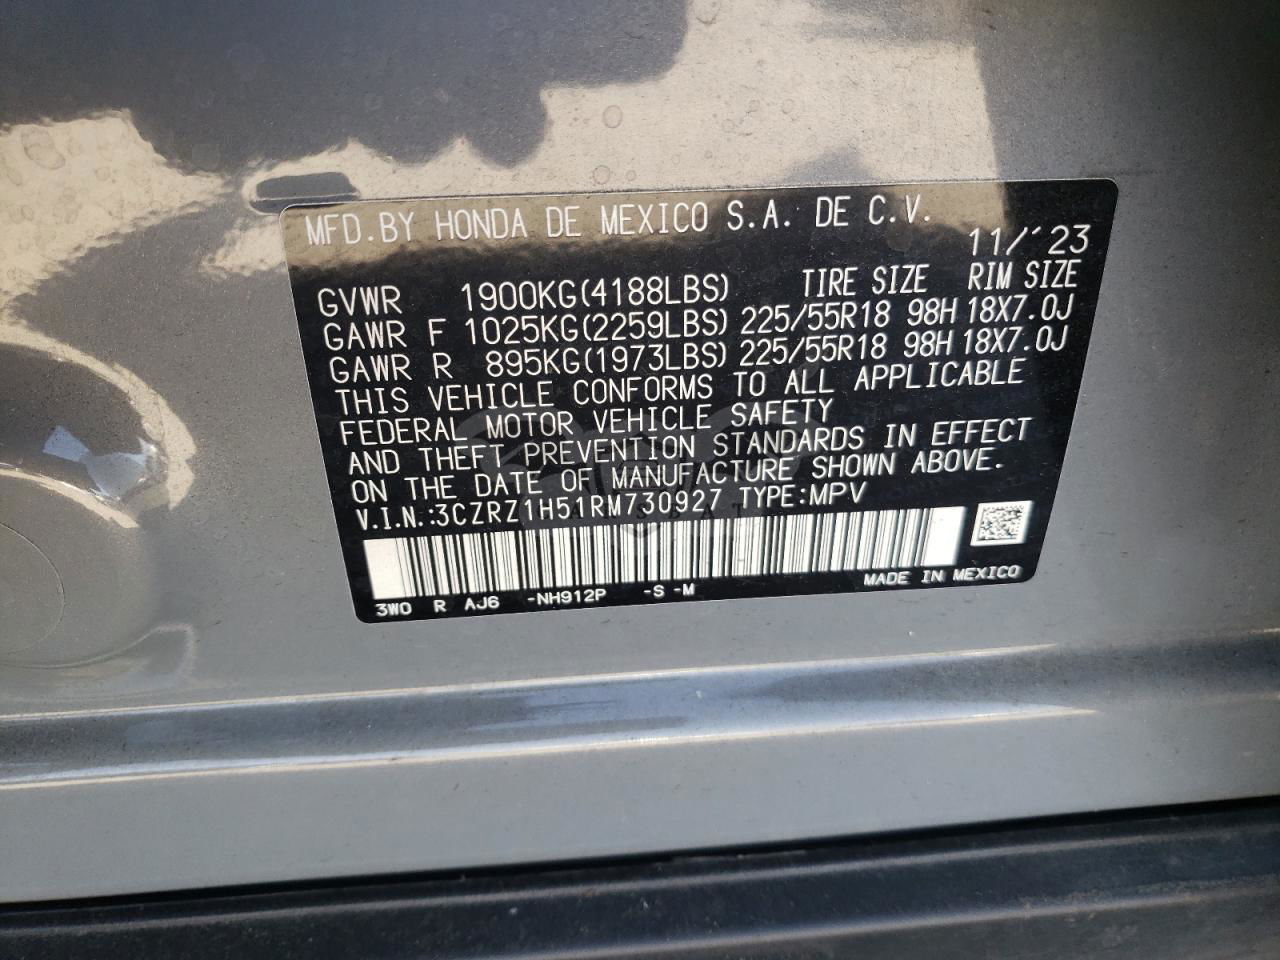 MFD.BY HONDA DE MEXICO S.A. DE C.V.
11/'23
GVWR 1900KG(4188LBS) TIRE SIZE RIM SIZE
GAWR F 1025KG(2259LBS) 225/55R18 98H 18X7.0J
GAWR R 895KG(1973LBS) 225/55R18 98H 18X7.0J
THIS VEHICLE CONFORMS TO ALL APPLICABLE
FEDERAL MOTOR VEHICLE SAFETY
AND THEFT PREVENTION STANDARDS IN EFFECT
ON THE DATE OF MANUFACTURE SHOWN ABOVE.
V.I.N.:3CZRZ1H51RM730927 TYPE:MPV
3WO R AJ6 -NH912P -S -M MADE IN MEXICO